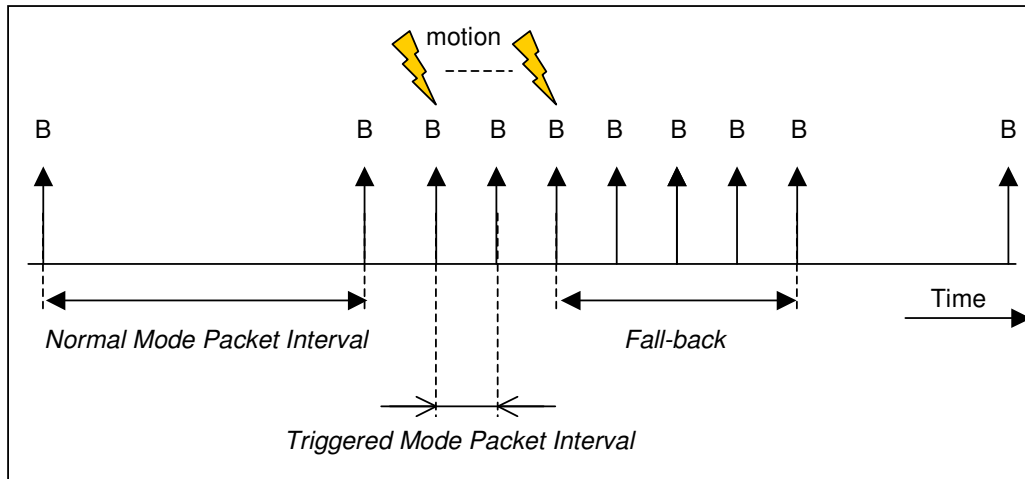 motion
B B B B B B B B B B
Time
Normal Mode Packet Interval Fall-back
Triggered Mode Packet Interval